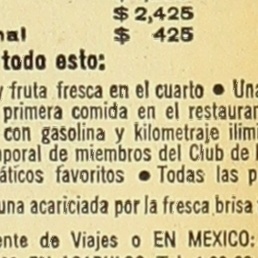 $ 2,425
nal $ 425
todo esto:
y fruta fresca en el cuarto ● Una
primera comida en el restauran
con gasolina y kilometraje ilimi
poral de miembros del Club de
áticos favoritos ● Todas las p
una acariciada por la fresca brisa
ente de Viajes o EN MEXICO: